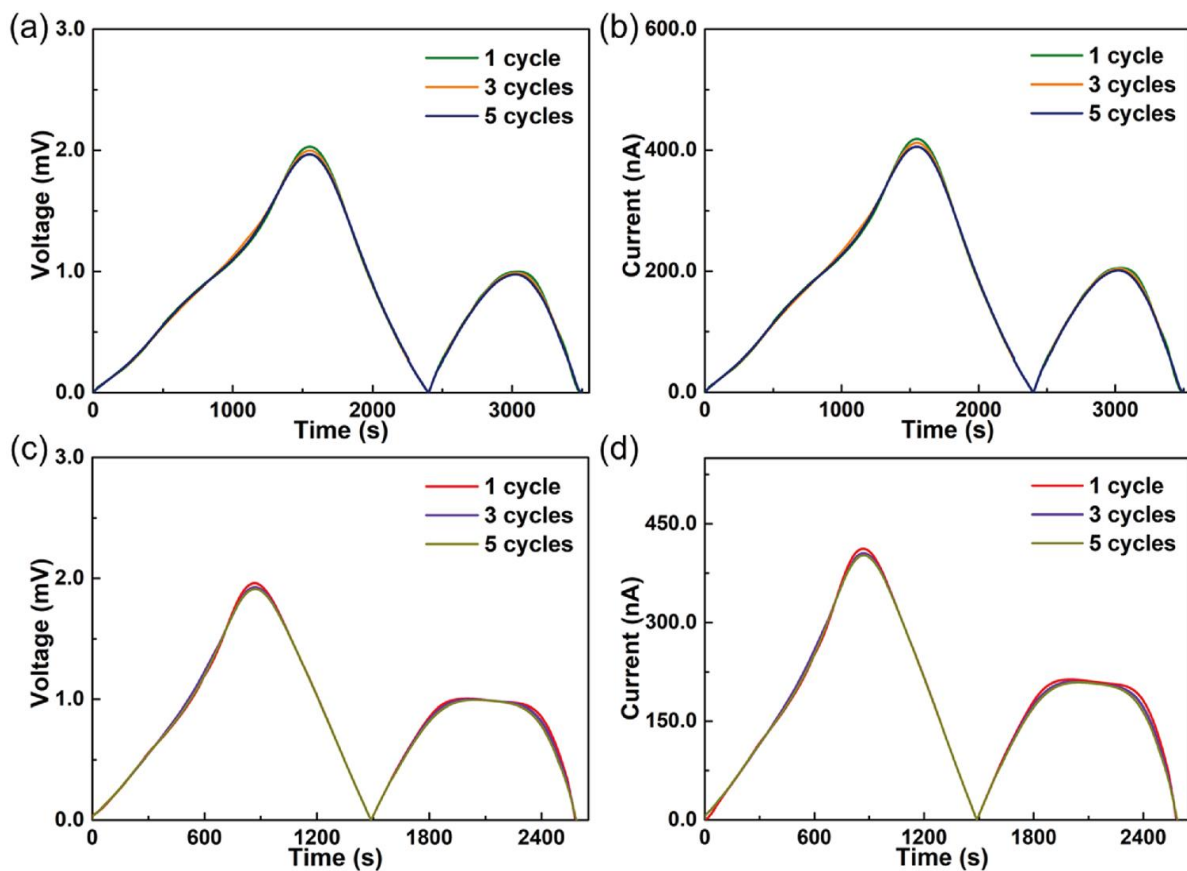 (a)
3.0
2.0
1.0
0.0
Voltage (mV)
1 cycle
3 cycles
5 cycles
0 1000 2000 3000
Time (s)
(b)
600.0
400.0
200.0
0.0
Current (nA)
1 cycle
3 cycles
5 cycles
0 1000 2000 3000
Time (s)
(c)
3.0
2.0
1.0
0.0
Voltage (mV)
1 cycle
3 cycles
5 cycles
0 600 1200 1800 2400
Time (s)
(d)
450.0
300.0
150.0
0.0
Current (nA)
1 cycle
3 cycles
5 cycles
0 600 1200 1800 2400
Time (s)